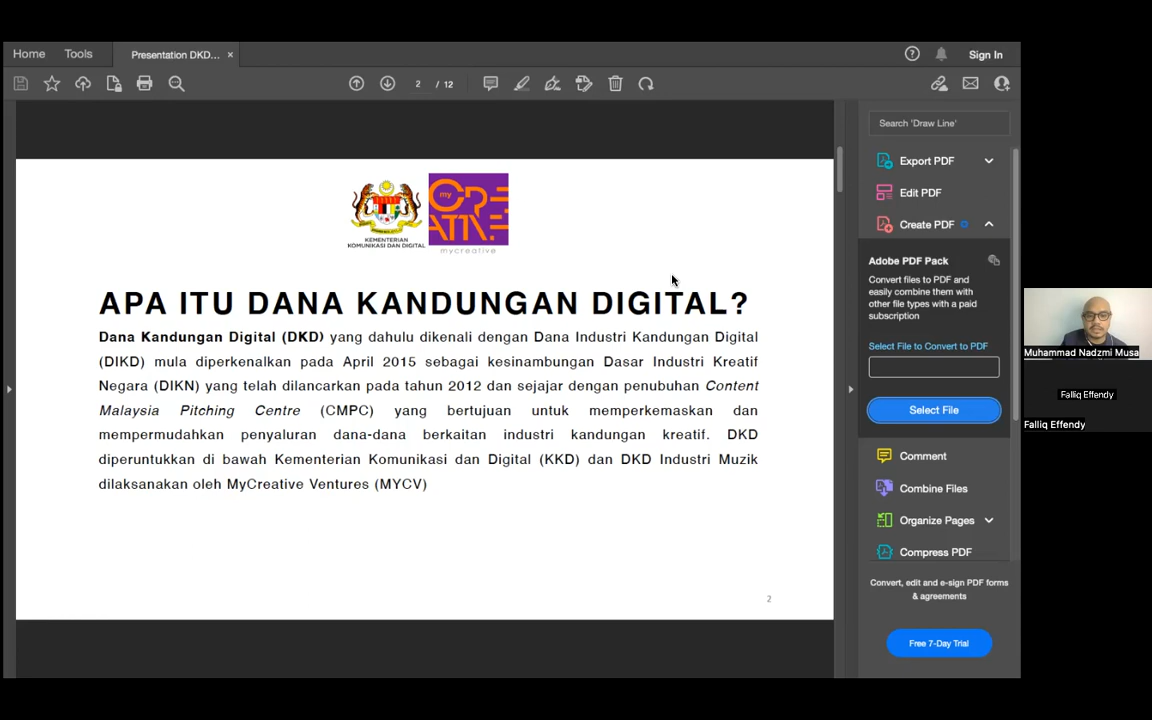 Home
Tools
Presentation DKD... ×
Sign In
2 / 12
Search 'Draw Line'
Export PDF
Edit PDF
Create PDF
Adobe PDF Pack
Convert files to PDF and
easily combine them with
other file types with a paid
subscription
Select File to Convert to PDF
Select File
Comment
Combine Files
Organize Pages
Compress PDF
Convert, edit and e-sign PDF forms
& agreements
Free 7-Day Trial
KEMENTERIAN
KOMUNIKASI DAN DIGITAL
my
CREATIVE
mycreative
APA ITU DANA KANDUNGAN DIGITAL?
Dana Kandungan Digital (DKD) yang dahulu dikenali dengan Dana Industri Kandungan Digital
(DIKD) mula diperkenalkan pada April 2015 sebagai kesinambungan Dasar Industri Kreatif
Negara (DIKN) yang telah dilancarkan pada tahun 2012 dan sejajar dengan penubuhan Content
Malaysia Pitching Centre (CMPC) yang bertujuan untuk memperkemaskan dan
mempermudahkan penyaluran dana-dana berkaitan industri kandungan kreatif. DKD
diperuntukkan di bawah Kementerian Komunikasi dan Digital (KKD) dan DKD Industri Muzik
dilaksanakan oleh MyCreative Ventures (MYCV)
2
Muhammad Nadzmi Musa
Falliq Effendy
Falliq Effendy